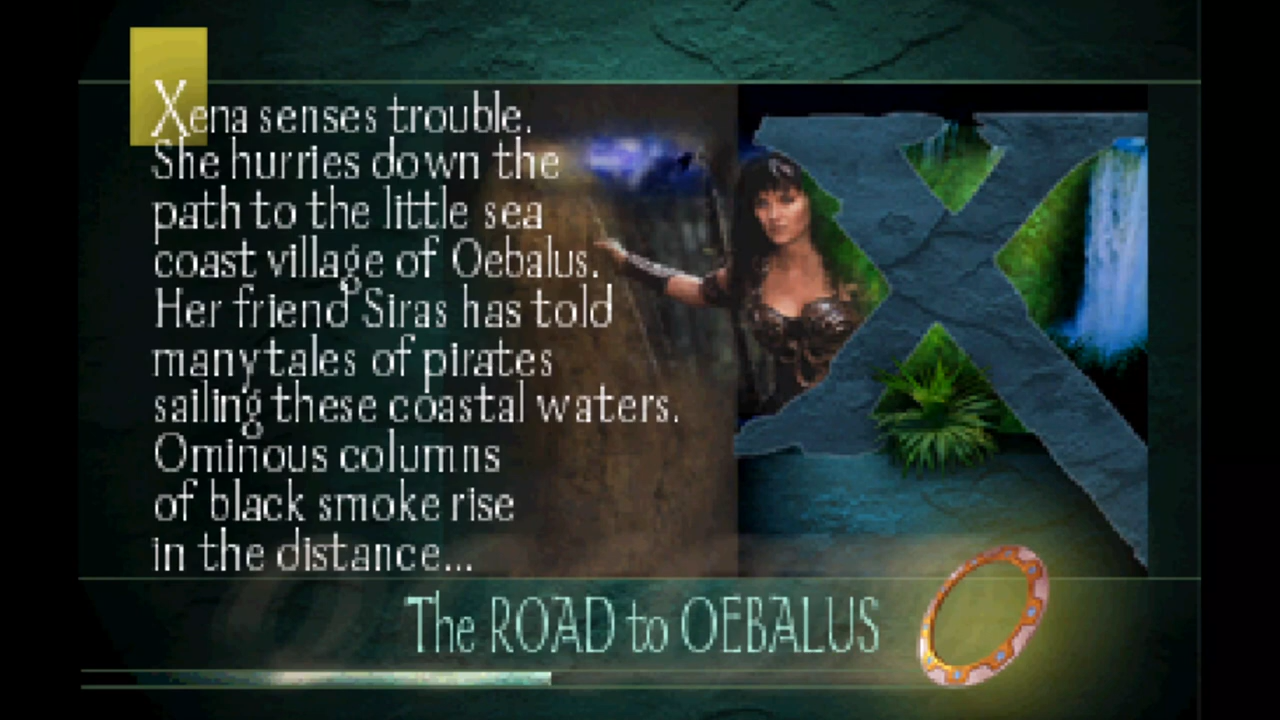 Xena senses trouble.
She hurries down the
path to the little sea
coast village of Oebalus.
Her friend Siras has told
many tales of pirates
sailing these coastal waters.
Ominous columns
of black smoke rise
in the distance...
The ROAD to OEBALUS